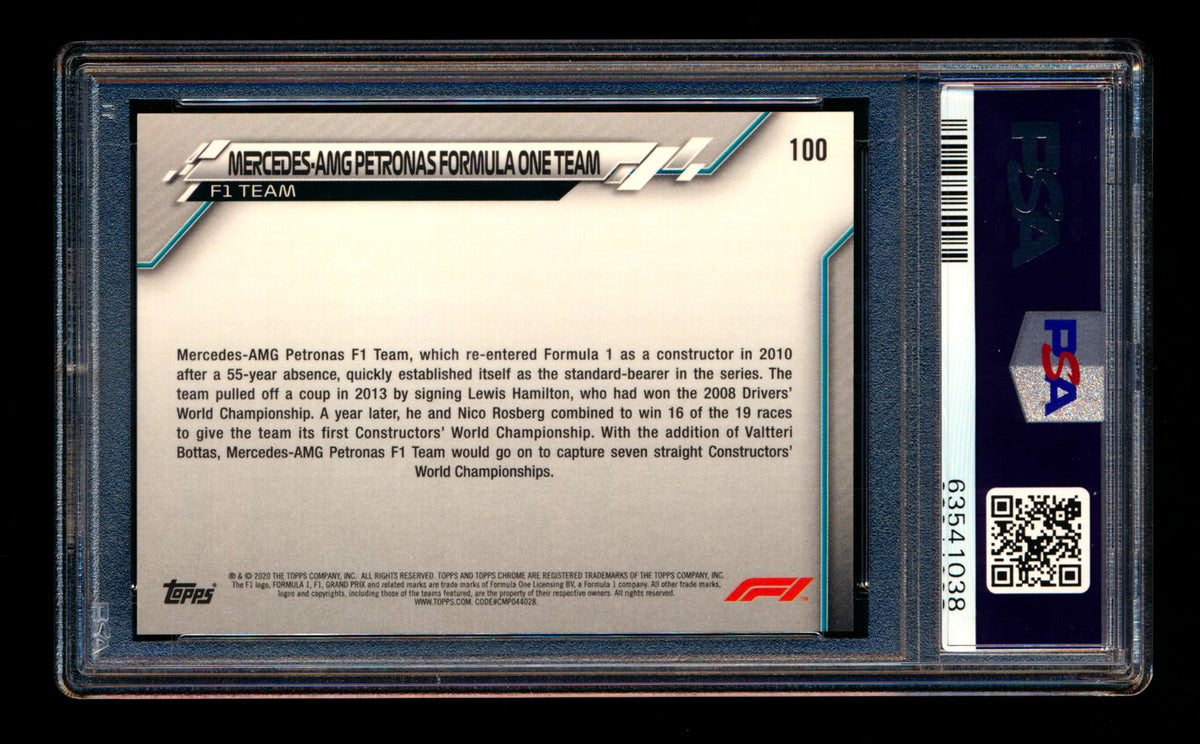 MERCEDES-AMG PETRONAS FORMULA ONE TEAM
100
F1 TEAM
Mercedes-AMG Petronas F1 Team, which re-entered Formula 1 as a constructor in 2010
after a 55-year absence, quickly established itself as the standard-bearer in the series. The
team pulled off a coup in 2013 by signing Lewis Hamilton, who had won the 2008 Drivers'
World Championship. A year later, he and Nico Rosberg combined to win 16 of the 19 races
to give the team its first Constructors' World Championship. With the addition of Valtteri
Bottas, Mercedes-AMG Petronas F1 Team would go on to capture seven straight Constructors'
World Championships.
topps
® & © 2020 THE TOPPS COMPANY, INC. ALL RIGHTS RESERVED. TOPPS AND TOPPS CHROME ARE REGISTERED TRADEMARKS OF THE TOPPS COMPANY, INC.
The F1 logo, FORMULA 1, F1, GRAND PRIX and related marks are trade marks of Formula One Licensing BV, a Formula 1 company. All other trade marks,
logos and copyrights, including those of the teams featured, are the property of their respective owners. All rights reserved.
WWW.TOPPS.COM. CODE#CMP044028.
F1
PSA
PSA
63541038